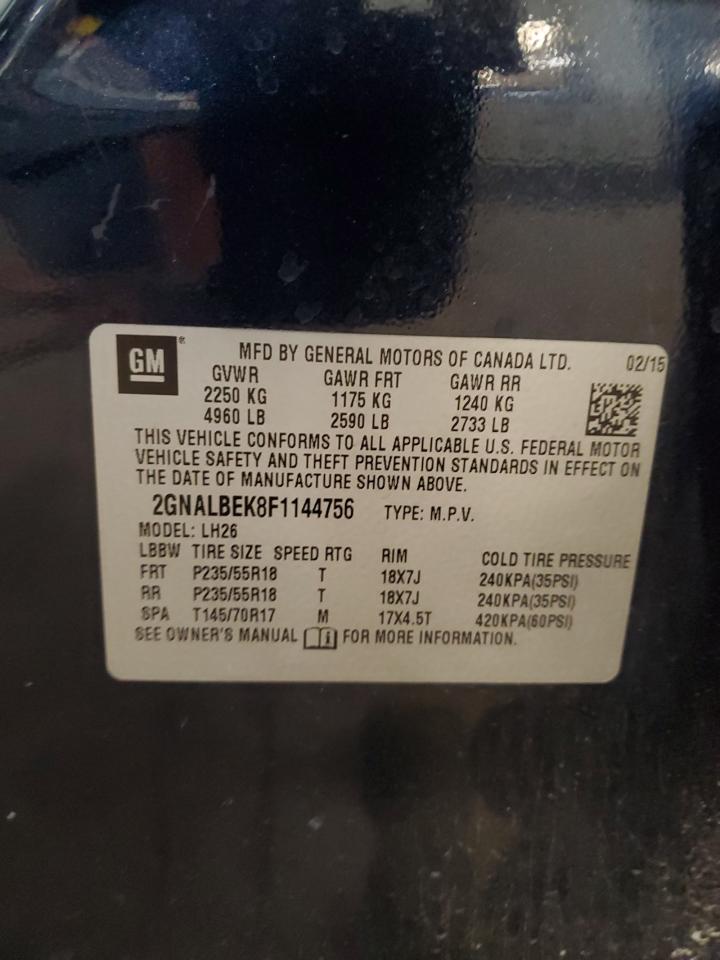 GM® MFD BY GENERAL MOTORS OF CANADA LTD. 02/15
GVWR GAWR FRT GAWR RR
2250 KG 1175 KG 1240 KG
4960 LB 2590 LB 2733 LB
THIS VEHICLE CONFORMS TO ALL APPLICABLE U.S. FEDERAL MOTOR
VEHICLE SAFETY AND THEFT PREVENTION STANDARDS IN EFFECT ON
THE DATE OF MANUFACTURE SHOWN ABOVE.
2GNALBEK8F1144756 TYPE: M.P.V.
MODEL: LH26
LBBW TIRE SIZE SPEED RTG RIM COLD TIRE PRESSURE
FRT P235/55R18 T 18X7J 240KPA(35PSI)
RR P235/55R18 T 18X7J 240KPA(35PSI)
SPA T145/70R17 M 17X4.5T 420KPA(60PSI)
SEE OWNER'S MANUAL i FOR MORE INFORMATION.